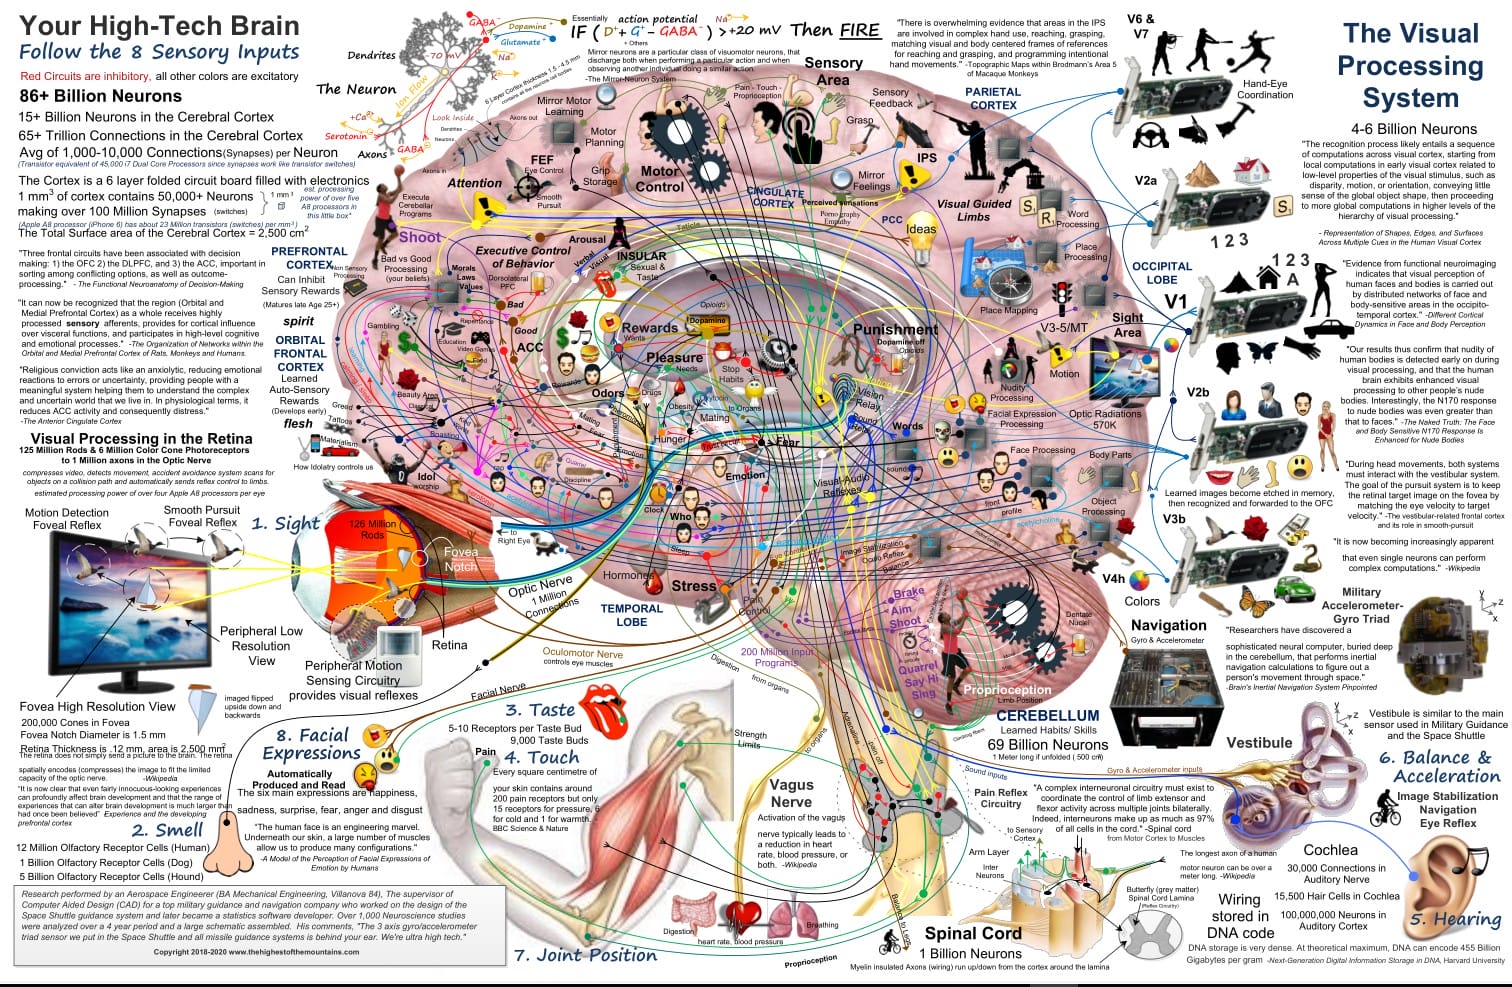 Your High-Tech Brain
Follow the 8 Sensory Inputs
Red Circuits are inhibitory, all other colors are excitatory
86+ Billion Neurons
15+ Billion Neurons in the Cerebral Cortex
65+ Trillion Connections in the Cerebral Cortex
Avg of 1,000-10,000 Connections(Synapses) per Neuron
(Transistor equivalent of 45,000 i7 Dual Core Processors since synapses work like transistor switches)
The Cortex is a 6 layer folded circuit board filled with electronics
1 mm3 of cortex contains 50,000+ Neurons
making over 100 Million Synapses (switches)
1 mm
est. processing
power of over five
A8 processors in
this little box"
(Apple A8 processor (iPhone 6) has about 23 Million transistors (switches) per mm2)
The Total Surface area of the Cerebral Cortex = 2,500 cm2
"Three frontal circuits have been associated with decision
making: 1) the OFC 2) the DLPFC, and 3) the ACC, important in
sorting among conflicting options, as well as outcome-
processing." - The Functional Neuroanatomy of Decision-Making
"It can now be recognized that the region (Orbital and
Medial Prefrontal Cortex) as a whole receives highly
processed sensory afferents, provides for cortical influence
over visceral functions, and participates in high-level cognitive
and emotional processes." -The Organization of Networks within the
Orbital and Medial Prefrontal Cortex of Rats, Monkeys and Humans.
"Religious conviction acts like an anxiolytic, reducing emotional
reactions to errors or uncertainty, providing people with a
meaningful system helping them to understand the complex
and uncertain world that we live in. In physiological terms, it
reduces ACC activity and consequently distress."
-The Anterior Cingulate Cortex
Visual Processing in the Retina
125 Million Rods & 6 Million Color Cone Photoreceptors
to 1 Million axons in the Optic Nerve
compresses video, detects movement, accident avoidance system scans for
objects on a collision path and automatically sends reflex control to limbs.
estimated processing power of over four Apple A8 processors per eye
Motion Detection
Foveal Reflex
Smooth Pursuit
Foveal Reflex
1. Sight
126 Million
Rods
Fovea
Notch
to
Right Eye
Optic Nerve
1 Million
Connections
Peripheral Low
Resolution
View
Retina
Peripheral Motion
Sensing Circuitry
provides visual reflexes
Fovea High Resolution View
200,000 Cones in Fovea
Fovea Notch Diameter is 1.5 mm
Retina Thickness is .12 mm, area is 2,500 mm2
imaged flipped
upside down and
backwards
The retina does not simply send a picture to the brain. The retina
spatially encodes (compresses) the image to fit the limited
capacity of the optic nerve. -Wikipedia
"It is now clear that even fairly innocuous-looking experiences
can profoundly affect brain development and that the range of
experiences that can alter brain development is much larger than
had once been believed" Experience and the developing
prefrontal cortex
2. Smell
12 Million Olfactory Receptor Cells (Human)
1 Billion Olfactory Receptor Cells (Dog)
5 Billion Olfactory Receptor Cells (Hound)
8. Facial
Expressions
Automatically
Produced and Read
The six main expressions are happiness,
sadness, surprise, fear, anger and disgust
"The human face is an engineering marvel.
Underneath our skin, a large number of muscles
allow us to produce many configurations."
-A Model of the Perception of Facial Expressions of
Emotion by Humans
Research performed by an Aerospace Engineer (BA Mechanical Engineering, Villanova 84), The supervisor of
Computer Aided Design (CAD) for a top military guidance and navigation company who worked on the design of the
Space Shuttle guidance system and later became a statistics software developer. Over 1,000 Neuroscience studies
were analyzed over a 4 year period and a large schematic assembled. His comments, "The 3 axis gyro/accelerometer
triad sensor we put in the Space Shuttle and all missile guidance systems is behind your ear. We're ultra high tech."
Copyright 2018-2020 www.thehighestofthemountains.com
The Neuron
Dendrites
Axons
Ion Flow
-70 mV
GABA
Dopamine+
Glutamate+
Na+
K+
+Ca2+
Serotonin
GABA
Look Inside
Dendrites
Neurons
Axons in
Axons out
6 Layer Cortex Thickness 1.5 - 4.5 mm
Essentially action potential
IF ( D+ + G+ - GABA- ) >+20 mV Then FIRE
+ Others
Mirror neurons are a particular class of visuomotor neurons, that
discharge both when performing a particular action and when
observing another individual doing a similar action.
-The Mirror-Neuron System
"There is overwhelming evidence that areas in the IPS
are involved in complex hand use, reaching, grasping,
matching visual and body centered frames of references
for reaching and grasping, and programming intentional
hand movements." -Topographic Maps within Brodmann's Area 5
of Macaque Monkeys
Sensory
Area
Pain - Touch -
Proprioception
Sensory
Feedback
PARIETAL
CORTEX
Mirror Motor
Learning
Motor
Planning
Grasp
FEF
Eye Control
Smooth
Pursuit
Grip
Storage
Motor
Control
CINGULATE
CORTEX
Mirror
Feelings
IPS
Perceived sensations
Pornography
Empathy
PCC
Ideas
Visual Guided
Limbs
Word
Processing
Place
Processing
Place Mapping
Attention
Execute
Cerebellar
Programs
Shoot
PREFRONTAL
CORTEX
Can Inhibit
Sensory Rewards
(Matures late Age 25+)
Non Sensory
Processing
Bad vs Good
Processing
(your beliefs)
Executive Control
of Behavior
Arousal
Verbal
Visual
INSULAR
Sexual &
Taste
Tactile
Morals
Laws
Values
Dorsolateral
PFC
Bad
Good
ACC
Repentance
Education
Video Games
Food
Gambling
spirit
ORBITAL
FRONTAL
CORTEX
Learned
Auto-Sensory
Rewards
(Develops early)
flesh
Greed
Tattoos
Materialism
How Idolatry controls us
Beauty Area
Classical
Boasting
Idol
worship
Rewards
Wants
Opioids
Dopamine
Pleasure
Needs
Stop
Habits
Punishment
Dopamine off
Opioids
Odors
Drugs
Obesity
Oxytocin
Mating
to Organs
Hunger
Fear
Emotion
Quarrel
Discipline
Clock
Who
Sleep
Hormones
Stress
Pain
Control
TEMPORAL
LOBE
Vision
Relay
Sound
Relay
Words
sounds
Visual-Audio
Reflexes
Eye Control
Image Stabilization
Oculo Reflex
Balance
Nudity
Processing
Motion
V3-5/MT
Sight
Area
Optic Radiations
570K
Facial Expression
Processing
Face Processing
Body Parts
Object
Processing
front
profile
acetylcholine
OCCIPITAL
LOBE
V1
V6 &
V7
Hand-Eye
Coordination
V2a
1 2 3
1 2 3
A
V2b
Learned images become etched in memory,
then recognized and forwarded to the OFC
V3b
V4h
Colors
The Visual
Processing
System
4-6 Billion Neurons
"The recognition process likely entails a sequence
of computations across visual cortex, starting from
local computations in early visual cortex related to
low-level properties of the visual stimulus, such as
disparity, motion, or orientation, conveying little
sense of the global object shape, then proceeding
to more global computations in higher levels of the
hierarchy of visual processing."
- Representation of Shapes, Edges, and Surfaces
Across Multiple Cues in the Human Visual Cortex
"Evidence from functional neuroimaging
indicates that visual perception of
human faces and bodies is carried out
by distributed networks of face and
body-sensitive areas in the occipito-
temporal cortex." -Different Cortical
Dynamics in Face and Body Perception
"Our results thus confirm that nudity of
human bodies is detected early on during
visual processing, and that the human
brain exhibits enhanced visual
processing to other people's nude
bodies. Interestingly, the N170 response
to nude bodies was even greater than
that to faces." -The Naked Truth: The Face
and Body Sensitive N170 Response Is
Enhanced for Nude Bodies
"During head movements, both systems
must interact with the vestibular system.
The goal of the pursuit system is to keep
the retinal target image on the fovea by
matching the eye velocity to target
velocity." -The vestibular-related frontal cortex
and its role in smooth-pursuit
"It is now becoming increasingly apparent
that even single neurons can perform
complex computations." -Wikipedia
Military
Accelerometer-
Gyro Triad
"Researchers have discovered a
sophisticated neural computer, buried deep
in the cerebellum, that performs inertial
navigation calculations to figure out a
person's movement through space."
-Brain's Inertial Navigation System Pinpointed
Navigation
Gyro & Accelerometer
Brake
Aim
Shoot
Quarrel
Say Hi
Sing
Dentate
Nuclei
200 Million Input
Programs
Proprioception
Limb Position
CEREBELLUM
Learned Habits/ Skills
69 Billion Neurons
1 Meter long if unfolded ( 500 cm2)
Climbing fibers
Sound inputs
Gyro & Accelerometer inputs
Vestibule
Vestibule is similar to the main
sensor used in Military Guidance
and the Space Shuttle
6. Balance &
Acceleration
Image Stabilization
Navigation
Eye Reflex
Cochlea
30,000 Connections in
Auditory Nerve
15,500 Hair Cells in Cochlea
100,000,000 Neurons in
Auditory Cortex
5. Hearing
Wiring
stored in
DNA code
DNA storage is very dense. At theoretical maximum, DNA can encode 455 Billion
Gigabytes per gram -Next-Generation Digital Information Storage in DNA, Harvard University
Oculomotor Nerve
controls eye muscles
Facial Nerve
3. Taste
5-10 Receptors per Taste Bud
9,000 Taste Buds
4. Touch
Pain
Every square centimetre of
your skin contains around
200 pain receptors but only
15 receptors for pressure, 6
for cold and 1 for warmth.
BBC Science & Nature
Digestion
from organs
to organs
Strength
Limits
Vagus
Nerve
Activation of the vagus
nerve typically leads to
a reduction in heart
rate, blood pressure, or
both. -Wikipedia
Adrenaline
pain off
Pain Reflex
Circuitry
"A complex interneuronal circuitry must exist to
coordinate the control of limb extensor and
flexor activity across multiple joints bilaterally.
Indeed, interneurons make up as much as 97%
of all cells in the cord." -Spinal cord
from Motor Cortex to Muscles
to Sensory
Cortex
Arm Layer
Inter
Neurons
The longest axon of a human
motor neuron can be over a
meter long. -Wikipedia
Butterfly (grey matter)
Spinal Cord Lamina
(Reflex Circuitry)
Spinal Cord
1 Billion Neurons
Myelin insulated Axons (wiring) run up/down from the cortex around the lamina
Balance to Legs
Proprioception
Digestion
heart rate, blood pressure
Breathing
7. Joint Position